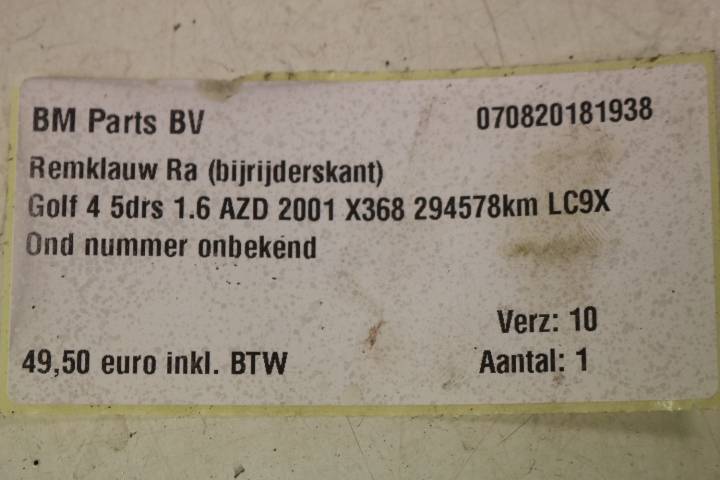 BM Parts BV 070820181938
Remklauw Ra (bijrijderskant)
Golf 4 5drs 1.6 AZD 2001 X368 294578km LC9X
Ond nummer onbekend
Verz: 10
49,50 euro inkl. BTW Aantal: 1